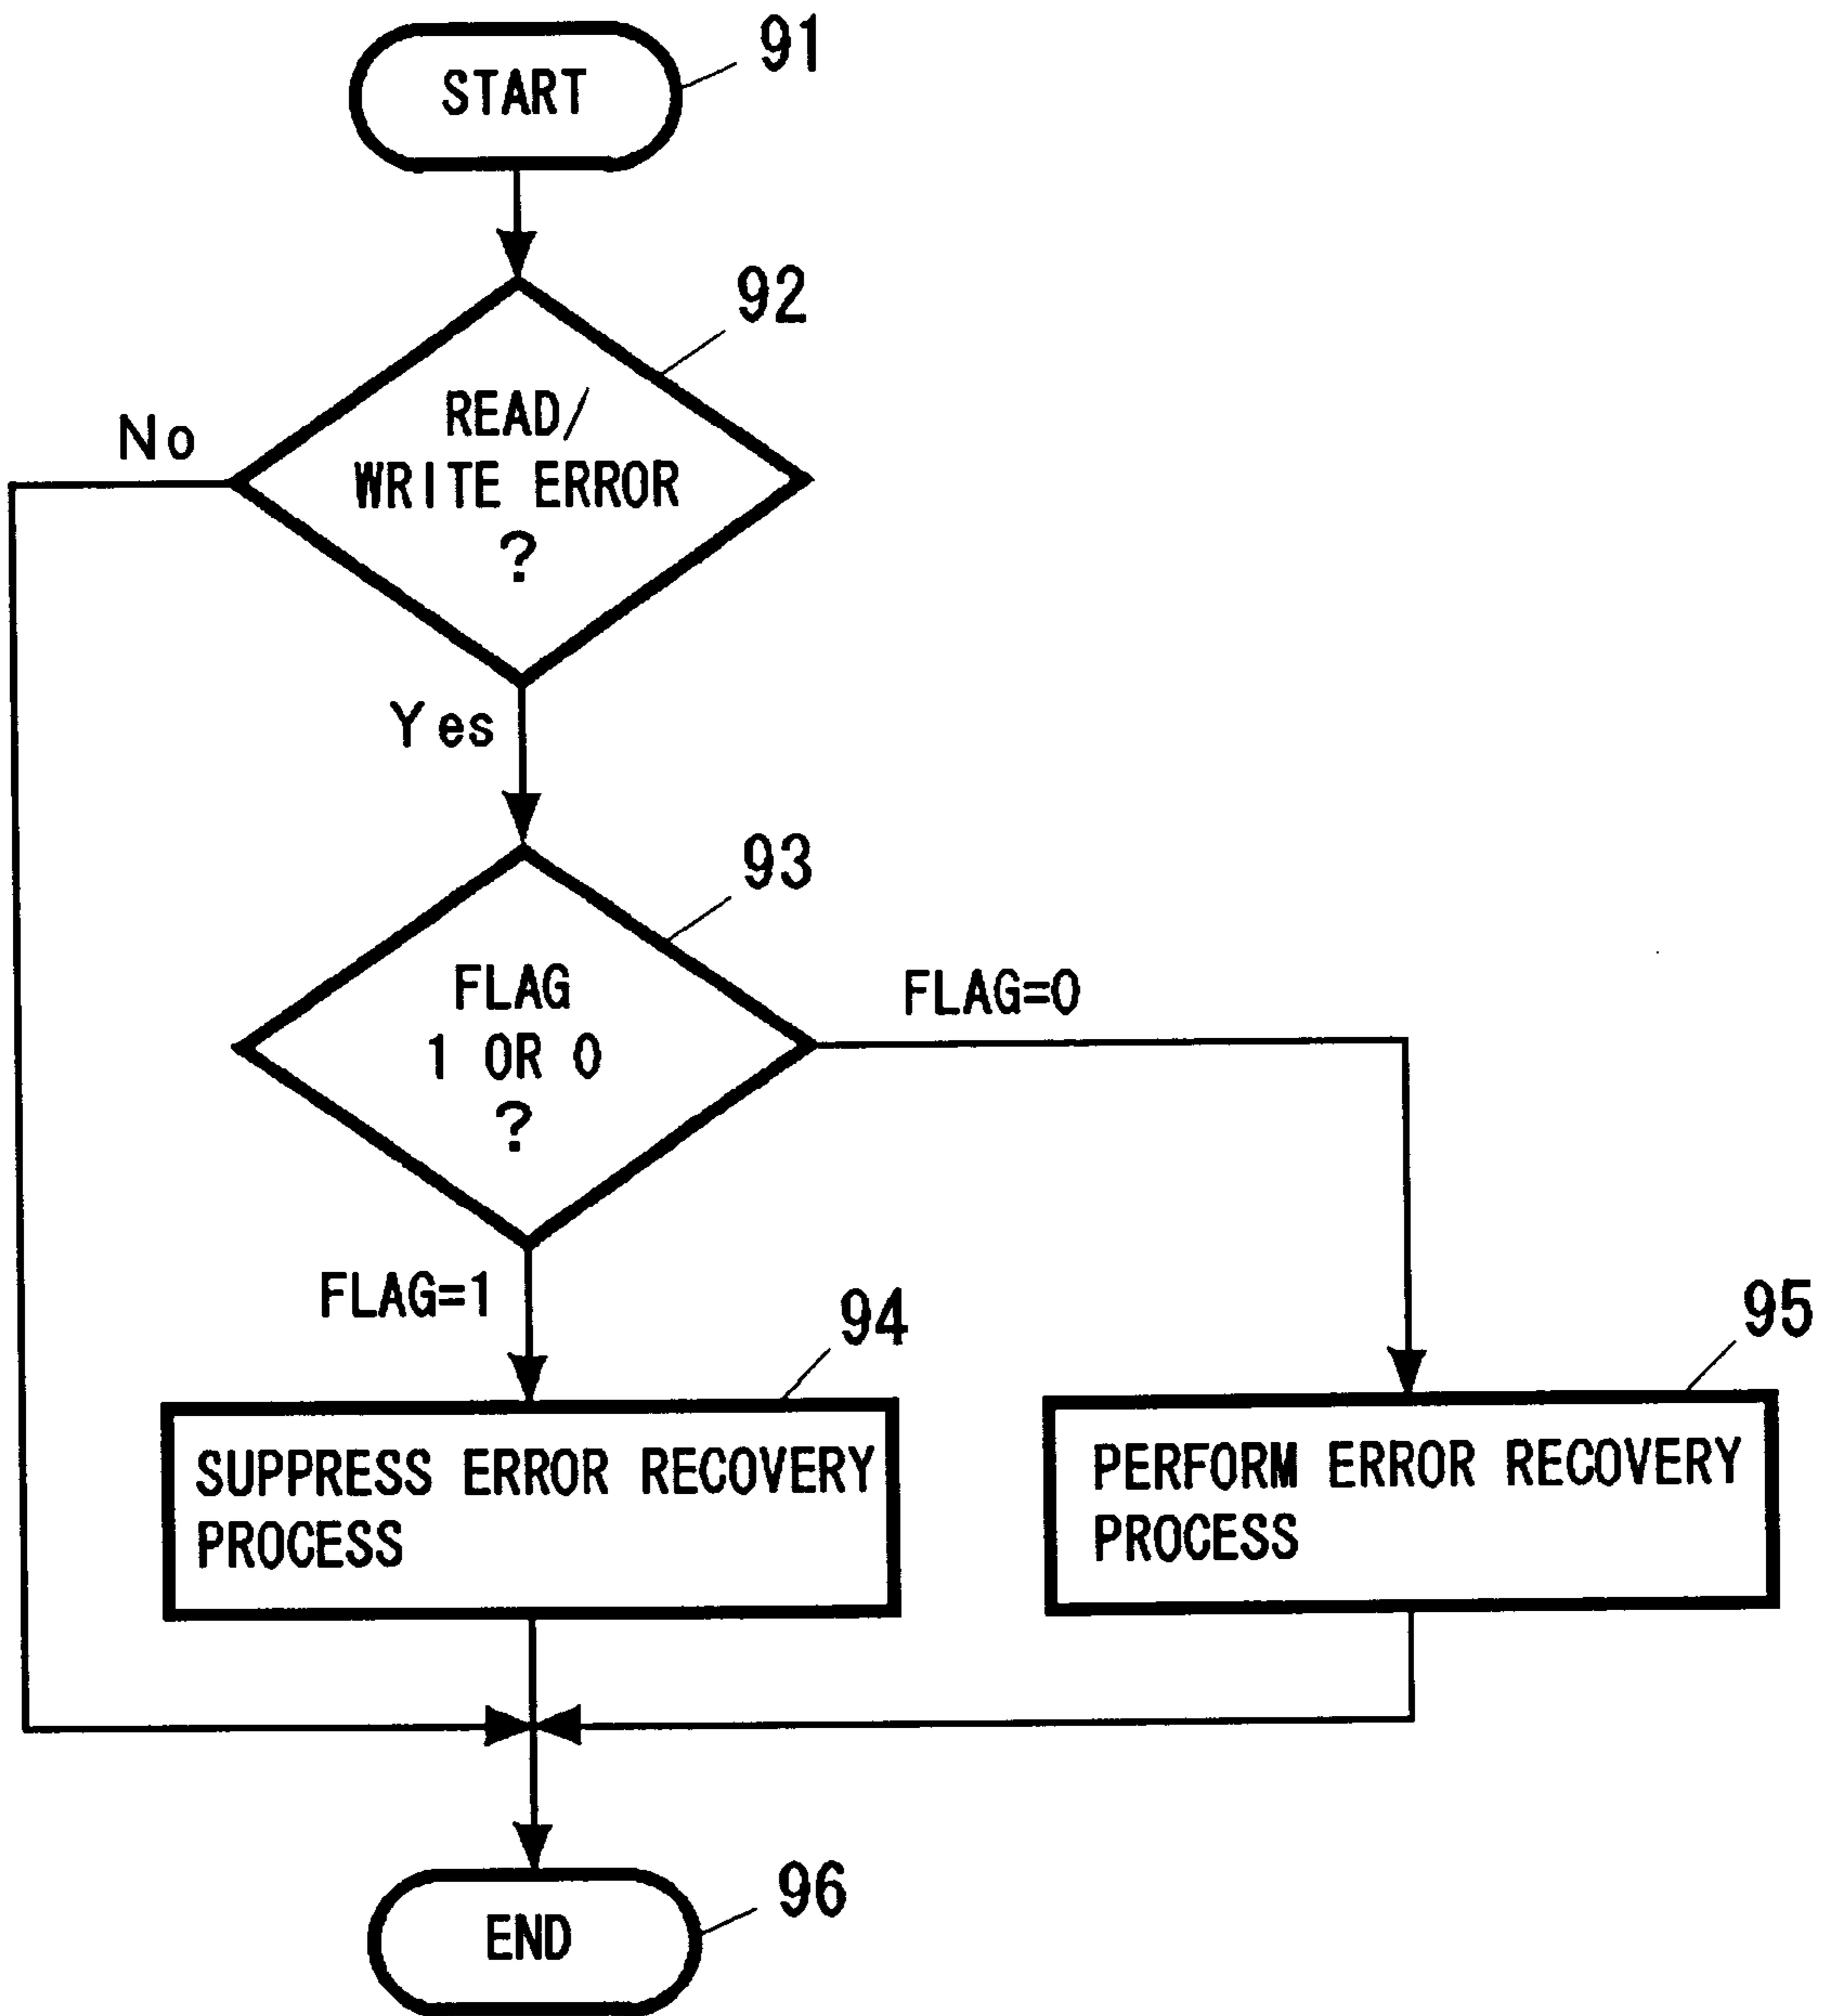 91
START
92
READ/
WRITE ERROR
?
No
Yes
93
FLAG
1 OR 0
?
FLAG=0
FLAG=1
94
SUPPRESS ERROR RECOVERY
PROCESS
95
PERFORM ERROR RECOVERY
PROCESS
96
END